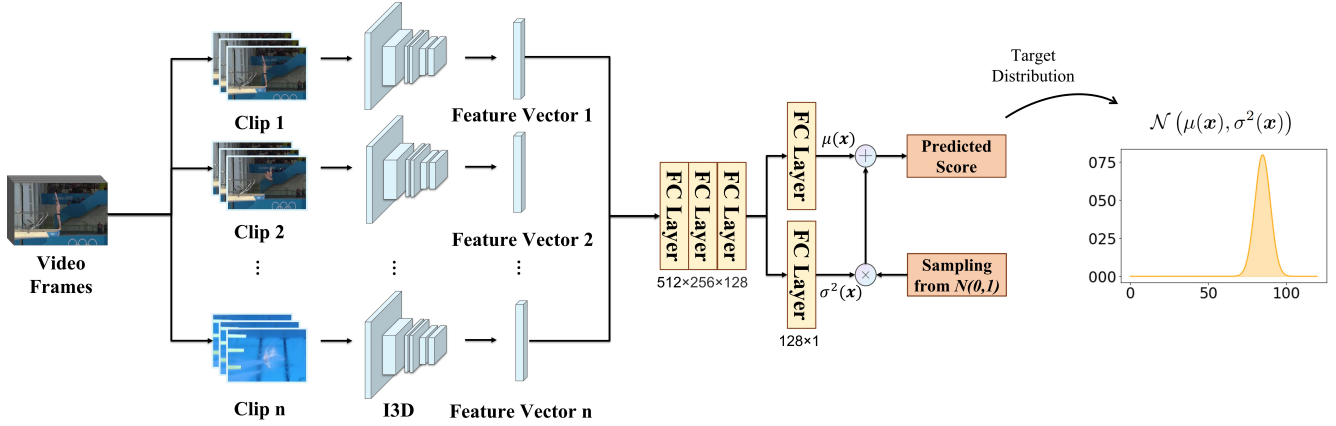 Video
Frames
Clip 1
Clip 2
⋮
Clip n
⋮
I3D
Feature Vector 1
Feature Vector 2
⋮
Feature Vector n
FC Layer
FC Layer
FC Layer
512×256×128
FC Layer
FC Layer
128×1
μ(x)
σ²(x)
+
×
Predicted
Score
Sampling
from N(0,1)
Target
Distribution
𝒩 (μ(x), σ²(x))
075
050
025
000
0
50
100